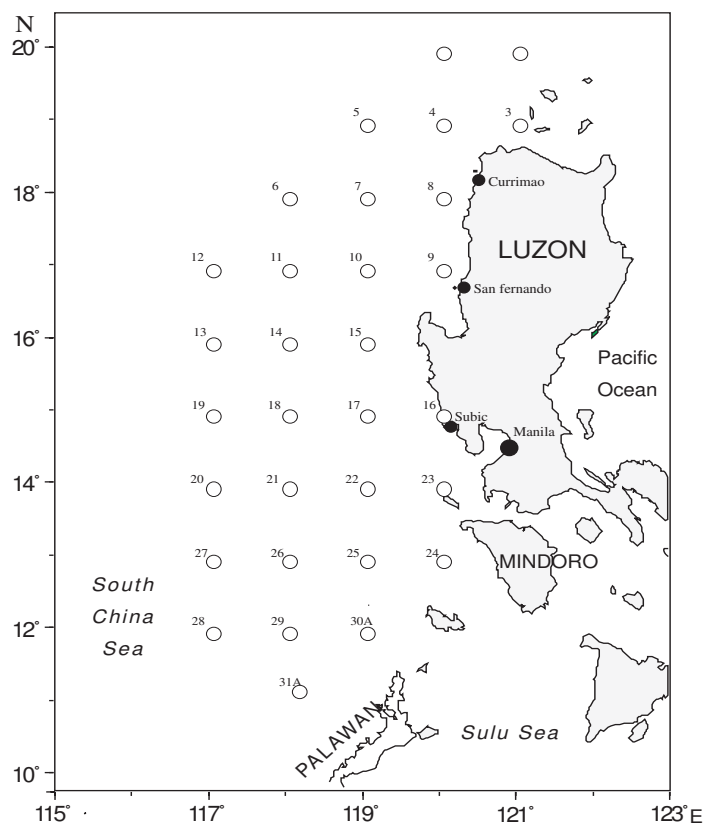 N
20°
5 4 3
6 7 8
18°
Currimao
LUZON
12 11 10 9
San fernando
16°
13 14 15
Pacific
Ocean
19 18 17 16
Subic
Manila
14°
20 21 22 23
27 26 25 24
MINDORO
South
China
Sea
12°
28 29 30A
31A
PALAWAN
Sulu Sea
10°
115° 117° 119° 121° 123° E